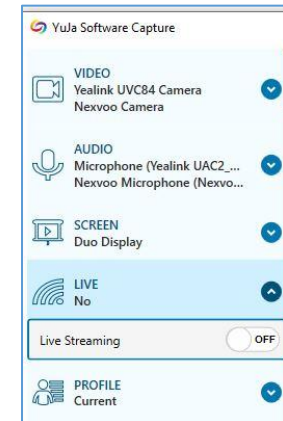 YuJa Software Capture
VIDEO
Yealink UVC84 Camera
Nexvoo Camera
AUDIO
Microphone (Yealink UAC2_...
Nexvoo Microphone (Nexvo...
SCREEN
Duo Display
LIVE
No
Live Streaming OFF
PROFILE
Current